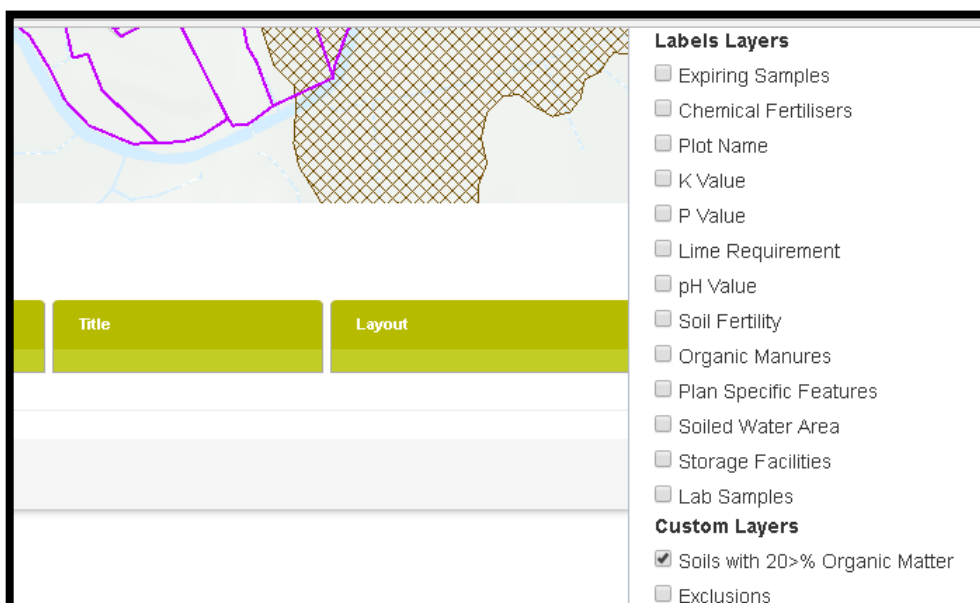 Labels Layers
Expiring Samples
Chemical Fertilisers
Plot Name
K Value
P Value
Lime Requirement
pH Value
Soil Fertility
Organic Manures
Plan Specific Features
Soiled Water Area
Storage Facilities
Lab Samples
Custom Layers
Soils with 20>% Organic Matter
Exclusions
Title
Layout